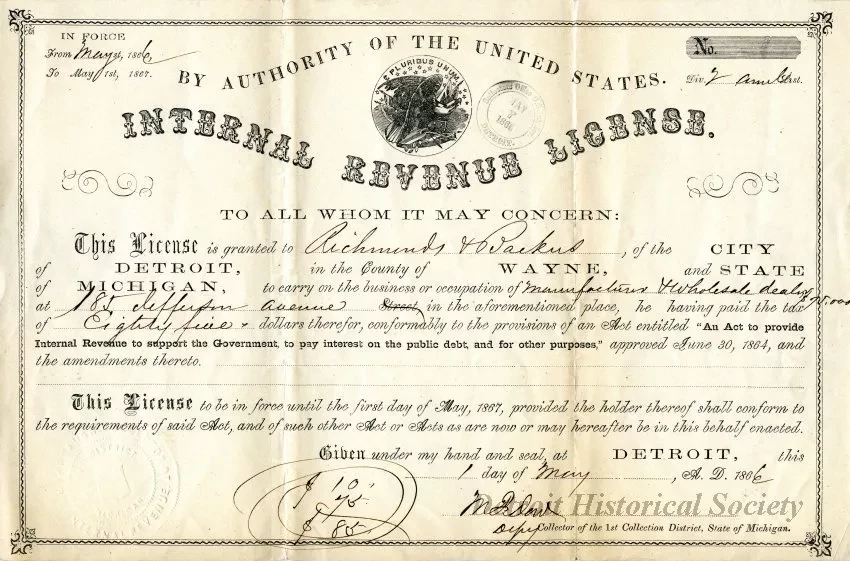 IN FORCE
From May 1st, 1866
To May 1st, 1867.
No.
Div. 2
BY AUTHORITY OF THE UNITED STATES.
E PLURIBUS UNUM
MAY
1866
INTERNAL REVENUE LICENSE.
TO ALL WHOM IT MAY CONCERN:
This License is granted to Richmonds & Backus, of the CITY
of DETROIT, in the County of WAYNE, and STATE
of MICHIGAN, to carry on the business or occupation of Manufacturers & Wholesale dealing
at 185 Jefferson avenue Street, in the aforementioned place, he having paid the tax
of Eighty five dollars therefor, conformably to the provisions of an Act entitled "An Act to provide
Internal Revenue to support the Government, to pay interest on the public debt, and for other purposes," approved June 30, 1864, and
the amendments thereto.
This License to be in force until the first day of May, 1867, provided the holder thereof shall conform to
the requirements of said Act, and of such other Act or Acts as are now or may hereafter be in this behalf enacted.
Given under my hand and seal, at DETROIT, this
1 day of May, A. D. 1866
$ 10
75
$ 85
Detroit Historical Society
Depy Collector of the 1st Collection District, State of Michigan.